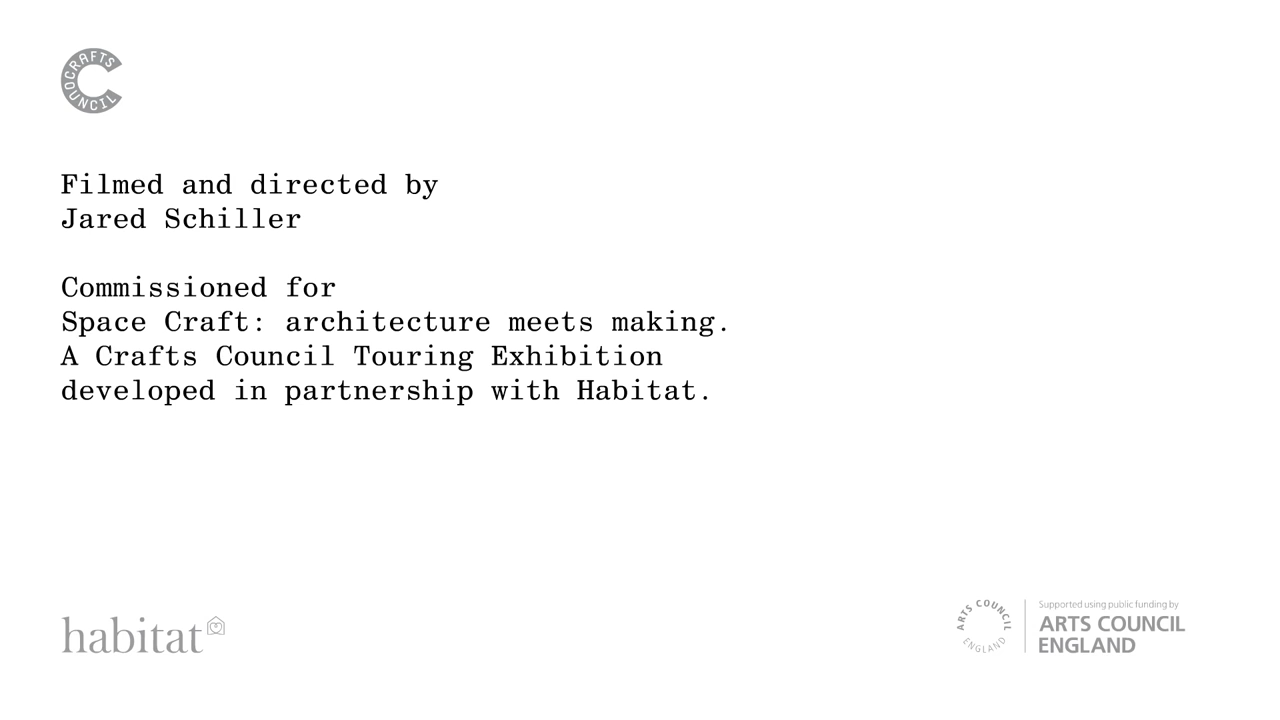 CRAFTS COUNCIL
Filmed and directed by
Jared Schiller
Commissioned for
Space Craft: architecture meets making.
A Crafts Council Touring Exhibition
developed in partnership with Habitat.
habitat
ARTS COUNCIL ENGLAND
Supported using public funding by
ARTS COUNCIL
ENGLAND